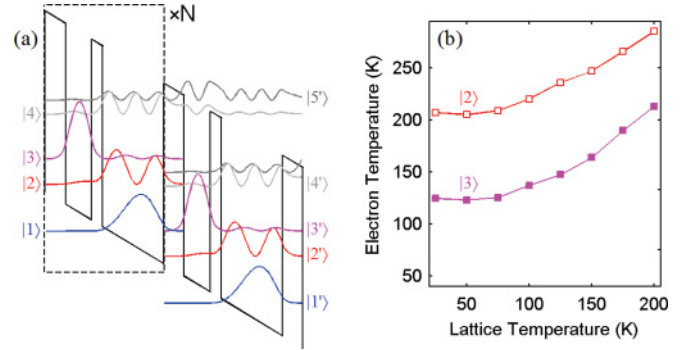 (a)
×N
|4⟩
|3⟩
|2⟩
|1⟩
|5'⟩
|4'⟩
|3'⟩
|2'⟩
|1'⟩
(b)
Electron Temperature (K)
250
200
150
100
50
|2⟩
|3⟩
50 100 150 200
Lattice Temperature (K)